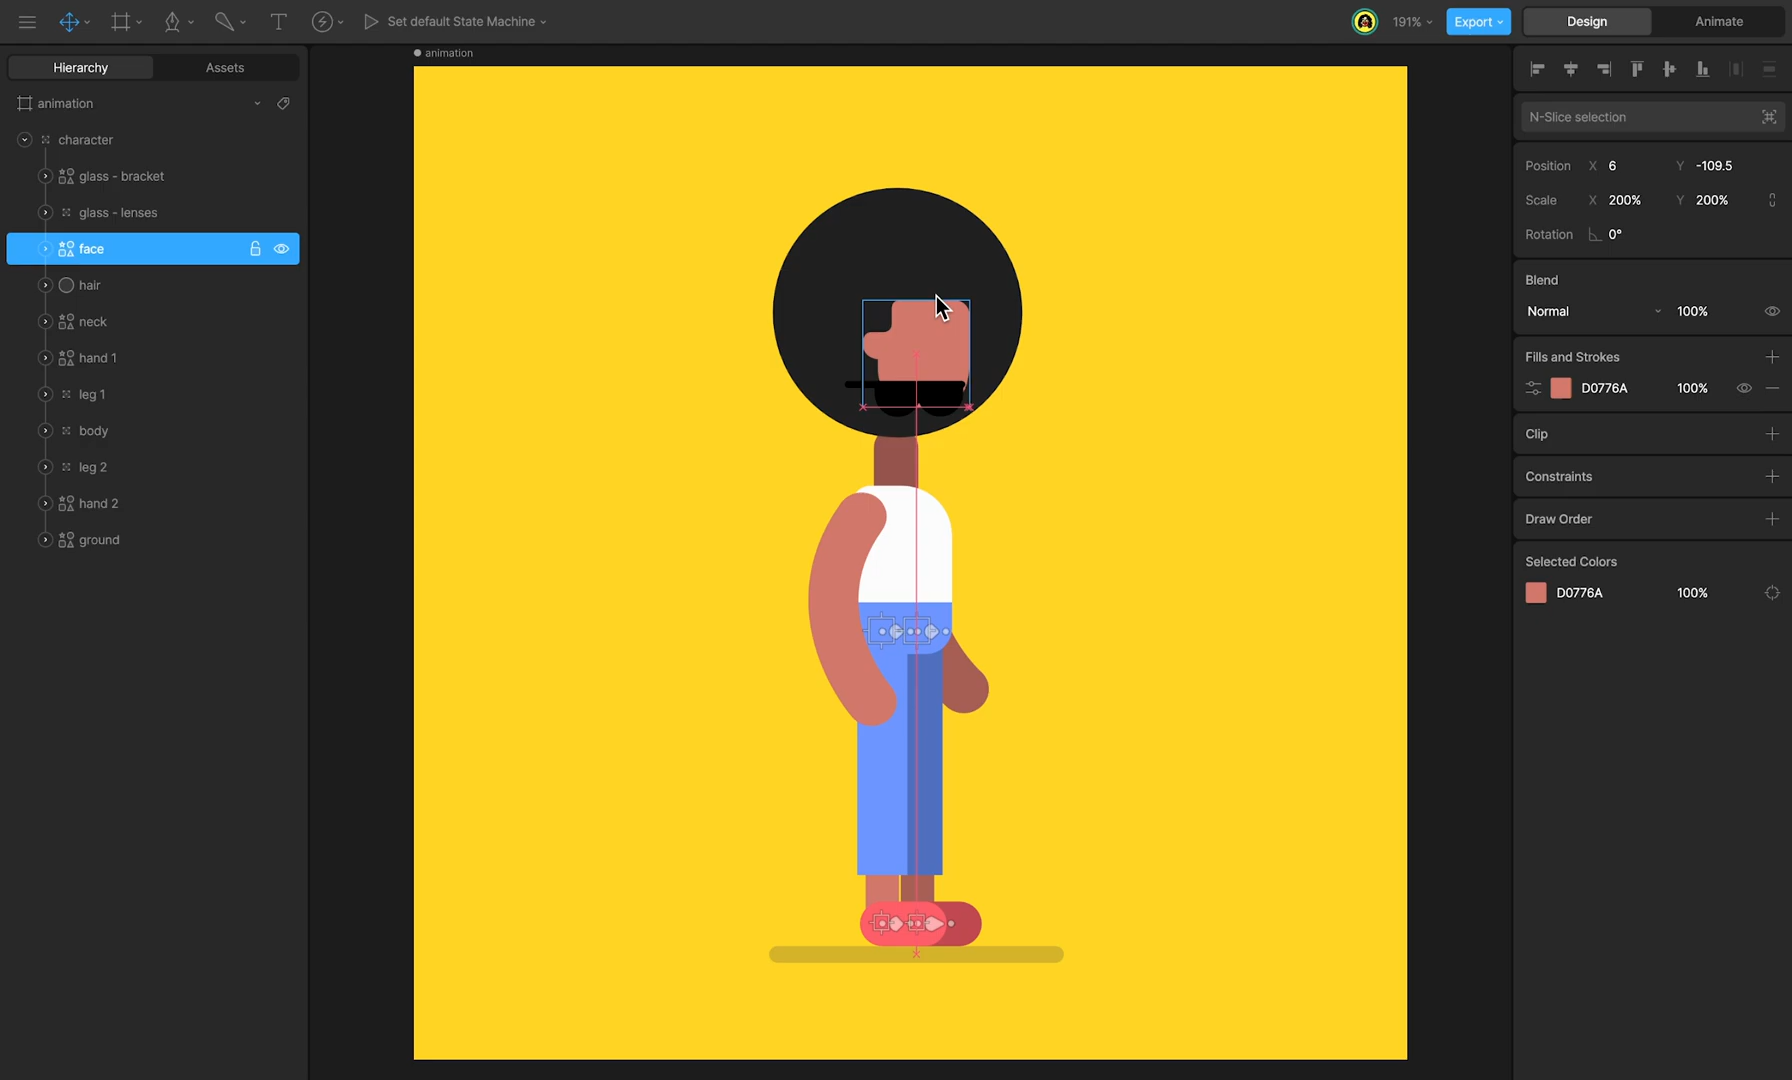 Set default State Machine
191%
Export
Design
Animate
Hierarchy
Assets
animation
N-Slice selection
animation
character
glass - bracket
glass - lenses
face
hair
neck
hand 1
leg 1
body
leg 2
hand 2
ground
Position X 6 Y -109.5
Scale X 200% Y 200%
Rotation 0°
Blend
Normal 100%
Fills and Strokes
D0776A 100%
Clip
Constraints
Draw Order
Selected Colors
D0776A 100%